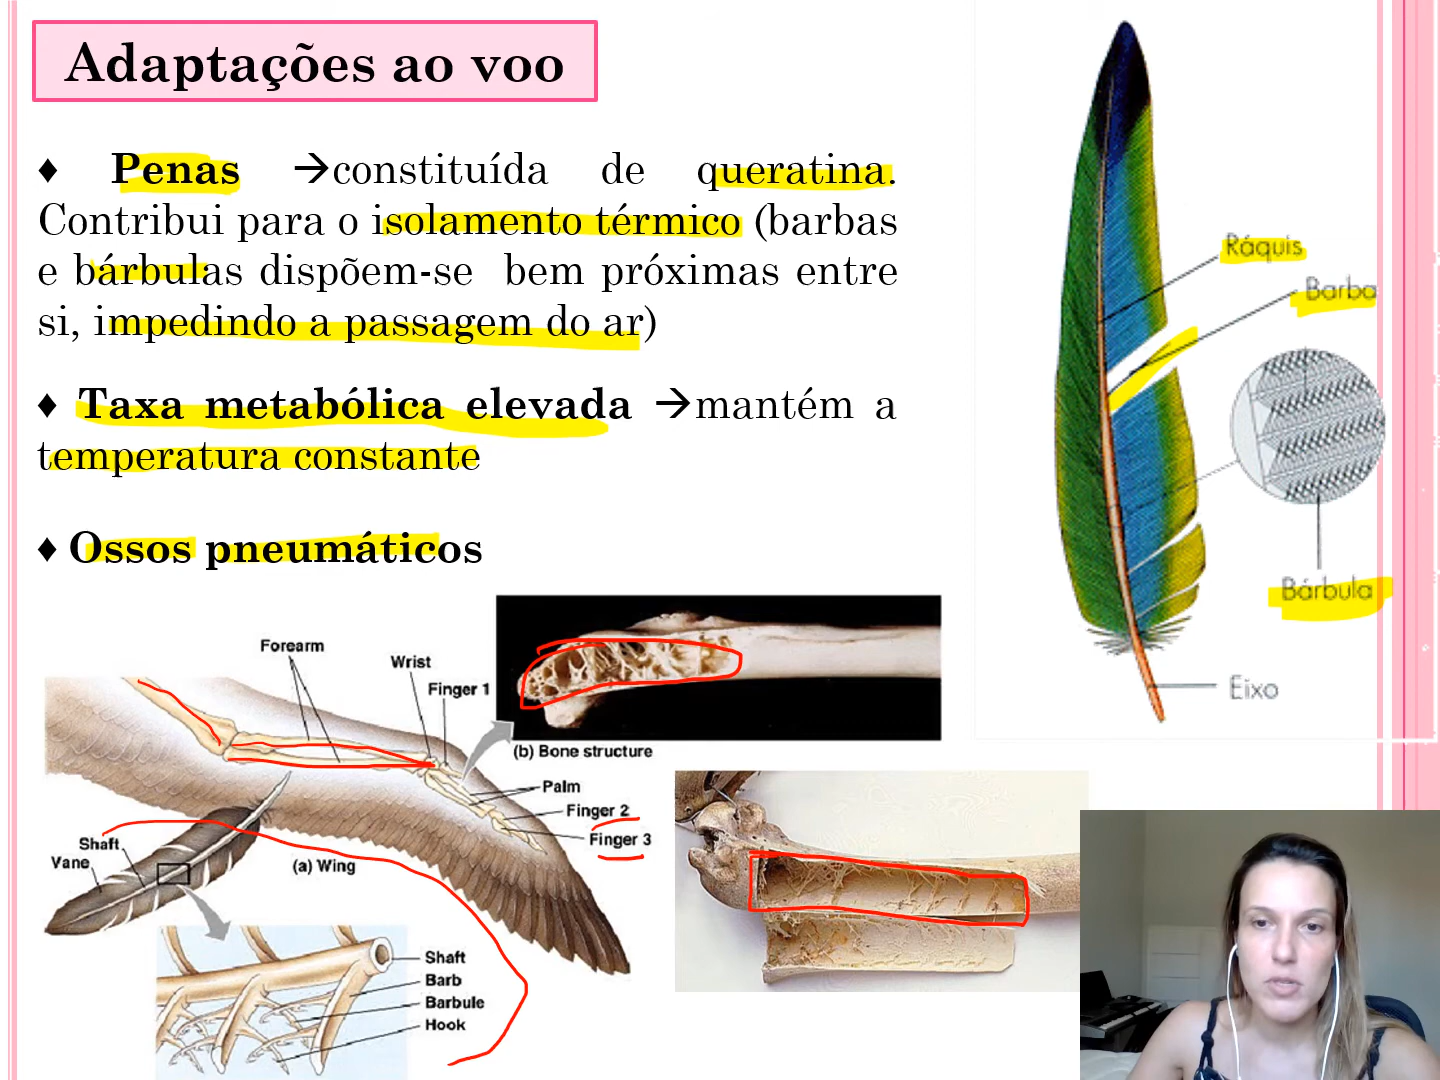 Adaptações ao voo
♦ Penas →constituída de queratina.
Contribui para o isolamento térmico (barbas
e bárbulas dispõem-se bem próximas entre
si, impedindo a passagem do ar)
♦ Taxa metabólica elevada →mantém a
temperatura constante
♦ Ossos pneumáticos
Ráquis
Barba
Bárbula
Eixo
Forearm
Wrist
Finger 1
(b) Bone structure
Palm
Finger 2
Finger 3
Shaft
Vane
(a) Wing
Shaft
Barb
Barbule
Hook